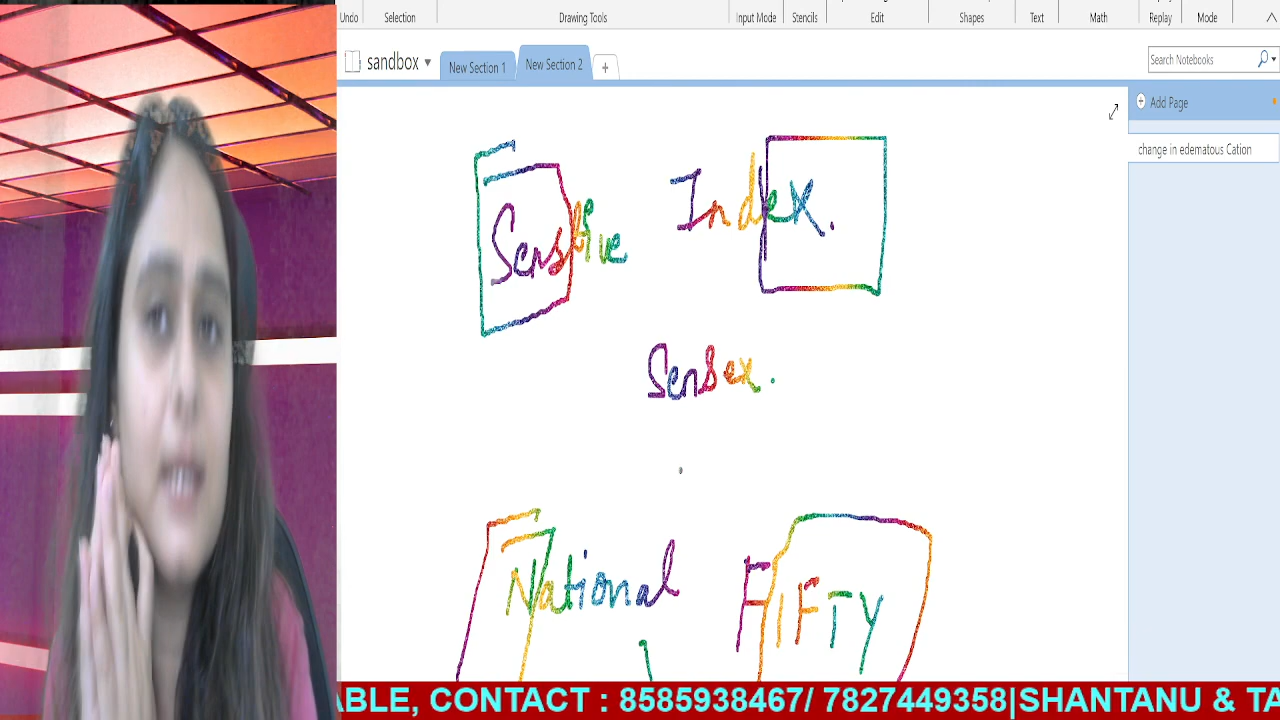 Undo Selection Drawing Tools Input Mode Stencils Edit Shapes Text Math Replay Mode
sandbox New Section 1 New Section 2 + Search Notebooks
Add Page
change in edematous Cation
Sensitive Index.
Sensex.
National FIFTY
ABLE, CONTACT : 8585938467/ 7827449358|SHANTANU & TA